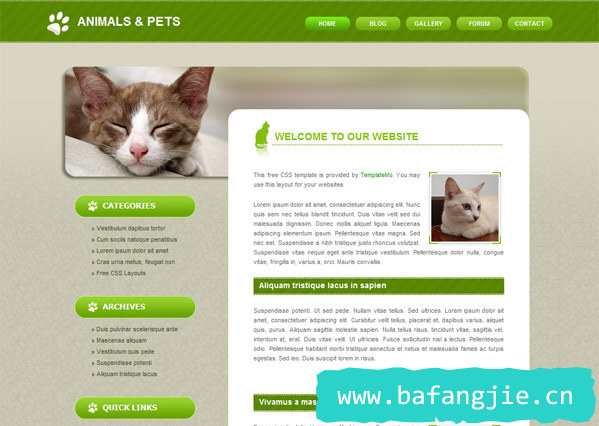 ANIMALS & PETS
HOME
BLOG
GALLERY
FORUM
CONTACT
WELCOME TO OUR WEBSITE
This free CSS template is provided by TemplateMo. You may
use this layout for your websites.
Lorem ipsum dolor sit amet, consectetuer adipiscing elit. Nunc
quis sem nec tellus blandit tincidunt. Duis vitae velit sed dui
malesuada dignissim. Donec mollis aliquet ligula. Maecenas
adipiscing elementum ipsum. Pellentesque vitae magna. Sed
nec est. Suspendisse a nibh tristique justo rhoncus volutpat.
Suspendisse vitae neque eget ante tristique vestibulum. Pellentesque dolor nulla, congue
vitae, fringilla in, varius a, orci. Mauris convallis.
Aliquam tristique lacus in sapien
Suspendisse potenti. Ut sed pede. Nullam vitae tellus. Sed ultrices. Lorem ipsum dolor sit
amet, consectetuer adipiscing elit. Curabitur velit tellus, placerat et, dapibus varius, aliquet
quis, purus. Aliquam sagittis molestie sapien. Nulla tellus risus, tincidunt vitae, sagittis vel,
interdum at, erat. Duis vitae velit. Ut ultricies. Fusce sollicitudin nisl a lectus. Pellentesque
odio. Pellentesque habitant morbi tristique senectus et netus et malesuada fames ac turpis
egestas. Sed leo. Duis suscipit lorem in risus.
Vivamus a mas
CATEGORIES
» Vestibulum dapibus tortor
» Cum sociis natoque penatibus
» Lorem ipsum dolor sit amet
» Cras urna metus, feugiat non
» Free CSS Layouts
ARCHIVES
» Duis pulvinar scelerisque ante
» Maecenas aliquam
» Vestibulum quis pede
» Suspendisse potenti
» Aliquam tristique lacus
QUICK LINKS
www.bafangjie.cn